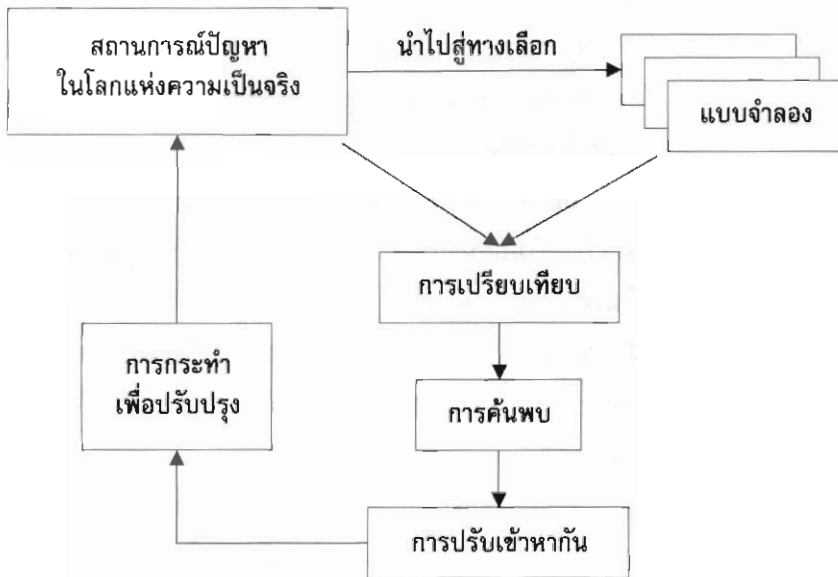 สถานการณ์ปัญหา
ในโลกแห่งความเป็นจริง
นำไปสู่ทางเลือก
แบบจำลอง
การเปรียบเทียบ
การกระทำ
เพื่อปรับปรุง
การค้นพบ
การปรับเข้าหากัน